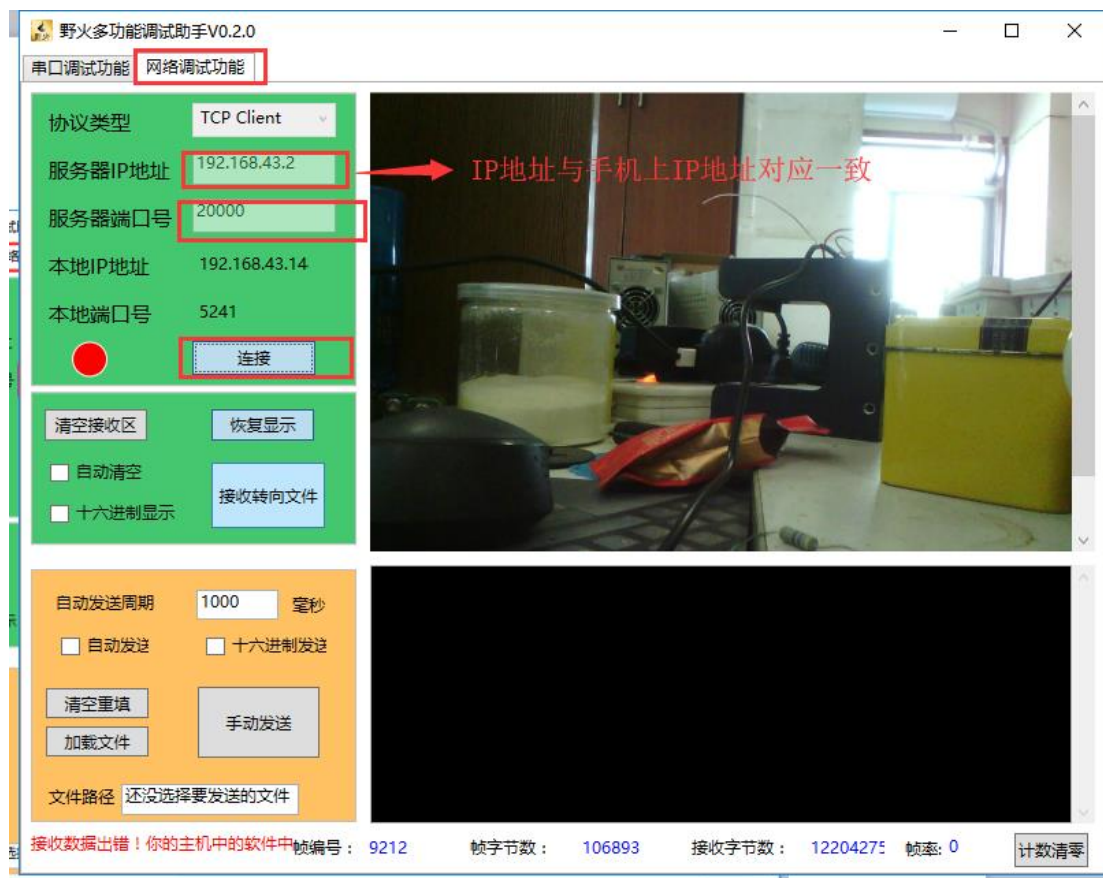 野火多功能调试助手V0.2.0
串口调试功能 网络调试功能
协议类型 TCP Client
服务器IP地址 192.168.43.2
IP地址与手机上IP地址对应一致
服务器端口号 20000
本地IP地址 192.168.43.14
本地端口号 5241
连接
清空接收区 恢复显示
自动清空
接收转向文件
十六进制显示
自动发送周期 1000 毫秒
自动发送 十六进制发送
清空重填
手动发送
加载文件
文件路径 还没选择要发送的文件
接收数据出错！你的主机中的软件中 帧编号： 9212 帧字节数： 106893 接收字节数： 12204275 帧率: 0 计数清零